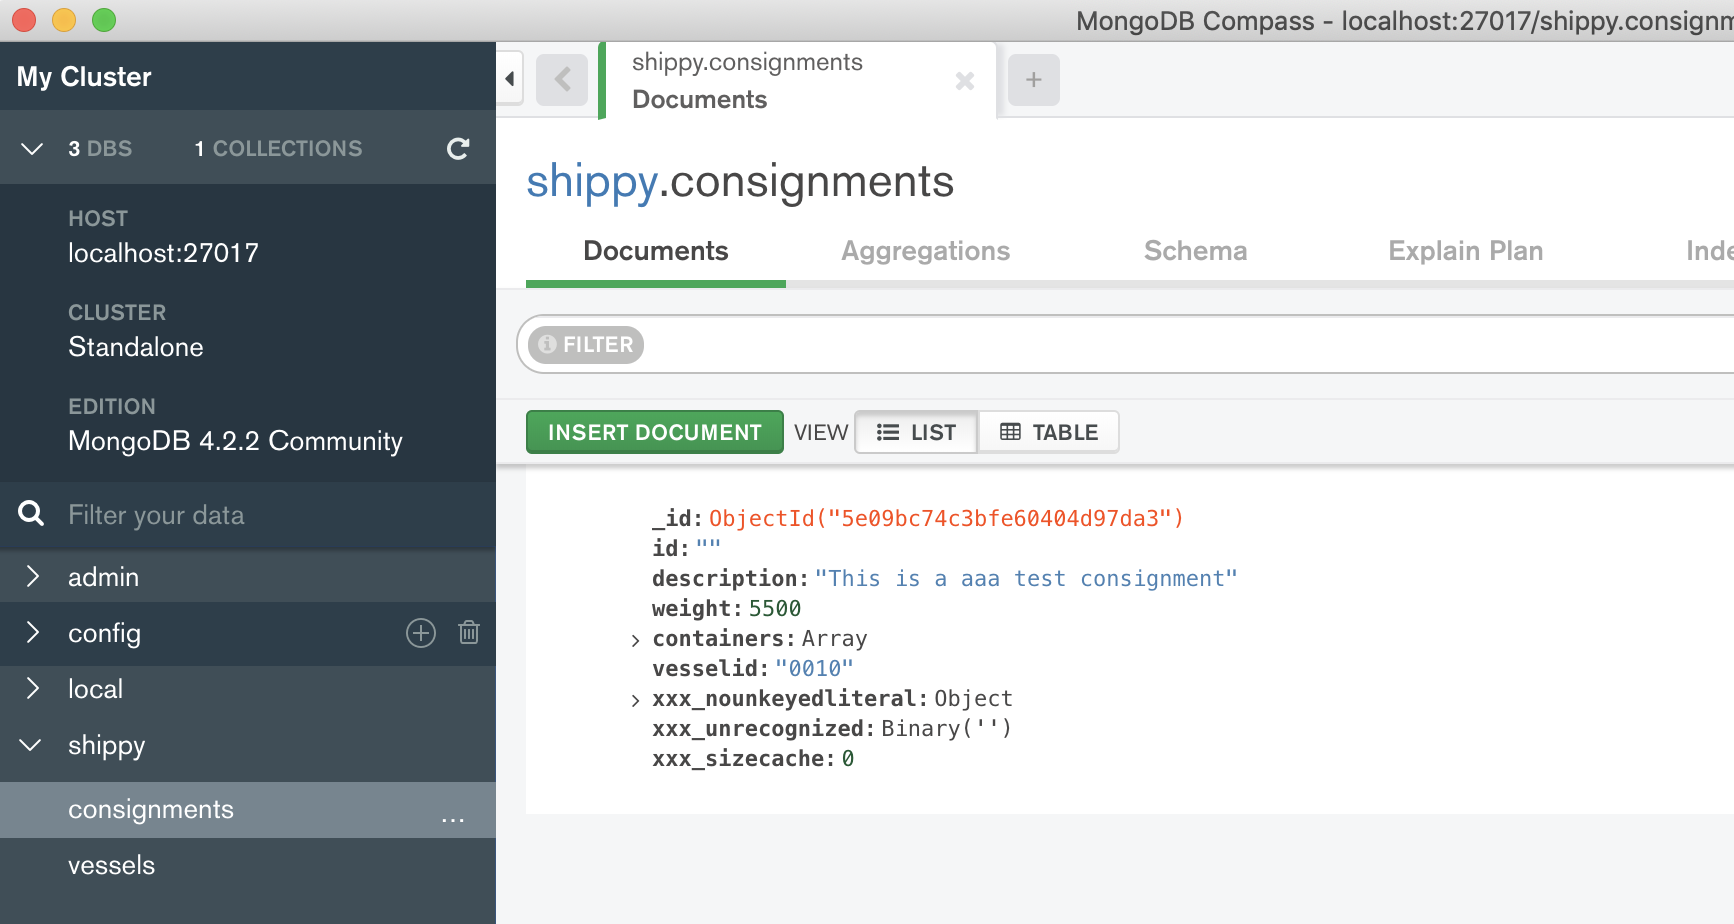 MongoDB Compass - localhost:27017/shippy.consignm
My Cluster
3 DBS 1 COLLECTIONS
HOST
localhost:27017
CLUSTER
Standalone
EDITION
MongoDB 4.2.2 Community
Filter your data
admin
config
local
shippy
consignments ...
vessels
shippy.consignments
Documents
shippy.consignments
Documents Aggregations Schema Explain Plan Inde
FILTER
INSERT DOCUMENT VIEW LIST TABLE
_id: ObjectId("5e09bc74c3bfe60404d97da3")
id: ""
description: "This is a aaa test consignment"
weight: 5500
containers: Array
vesselid: "0010"
xxx_nounkeyedliteral: Object
xxx_unrecognized: Binary('')
xxx_sizecache: 0